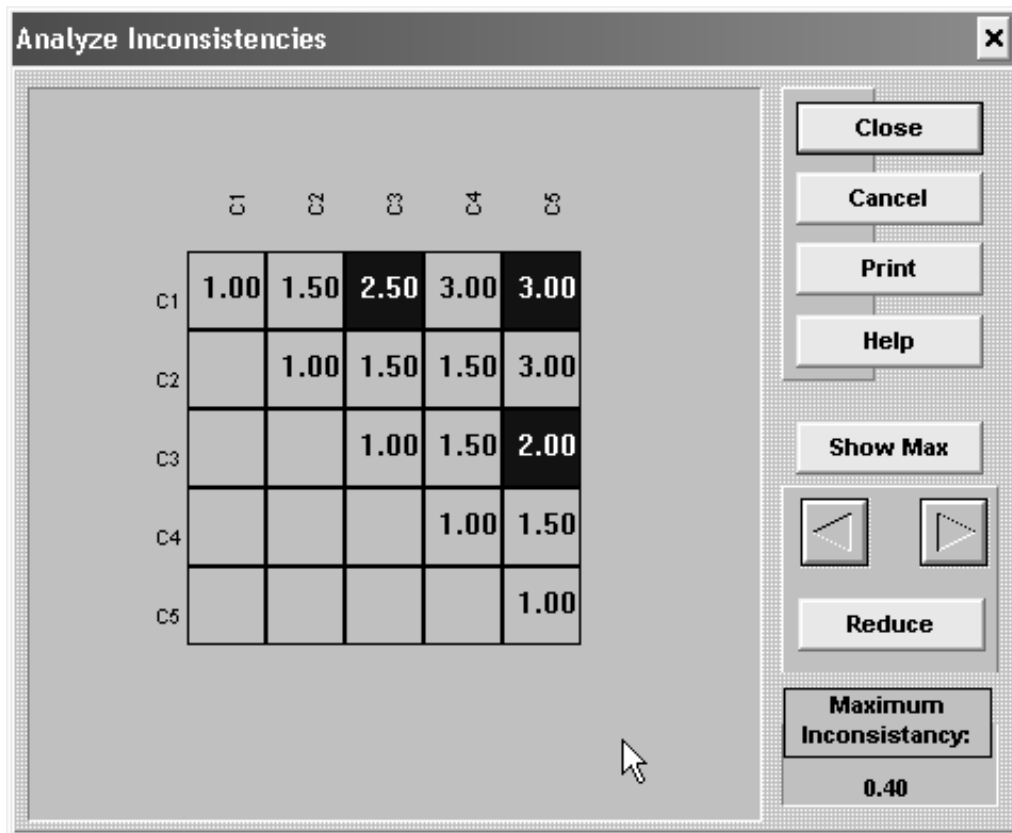 Analyze Inconsistencies
C1 C2 C3 C4 C5
C1 1.00 1.50 2.50 3.00 3.00
C2 1.00 1.50 1.50 3.00
C3 1.00 1.50 2.00
C4 1.00 1.50
C5 1.00
Close
Cancel
Print
Help
Show Max
Reduce
Maximum
Inconsistancy:
0.40